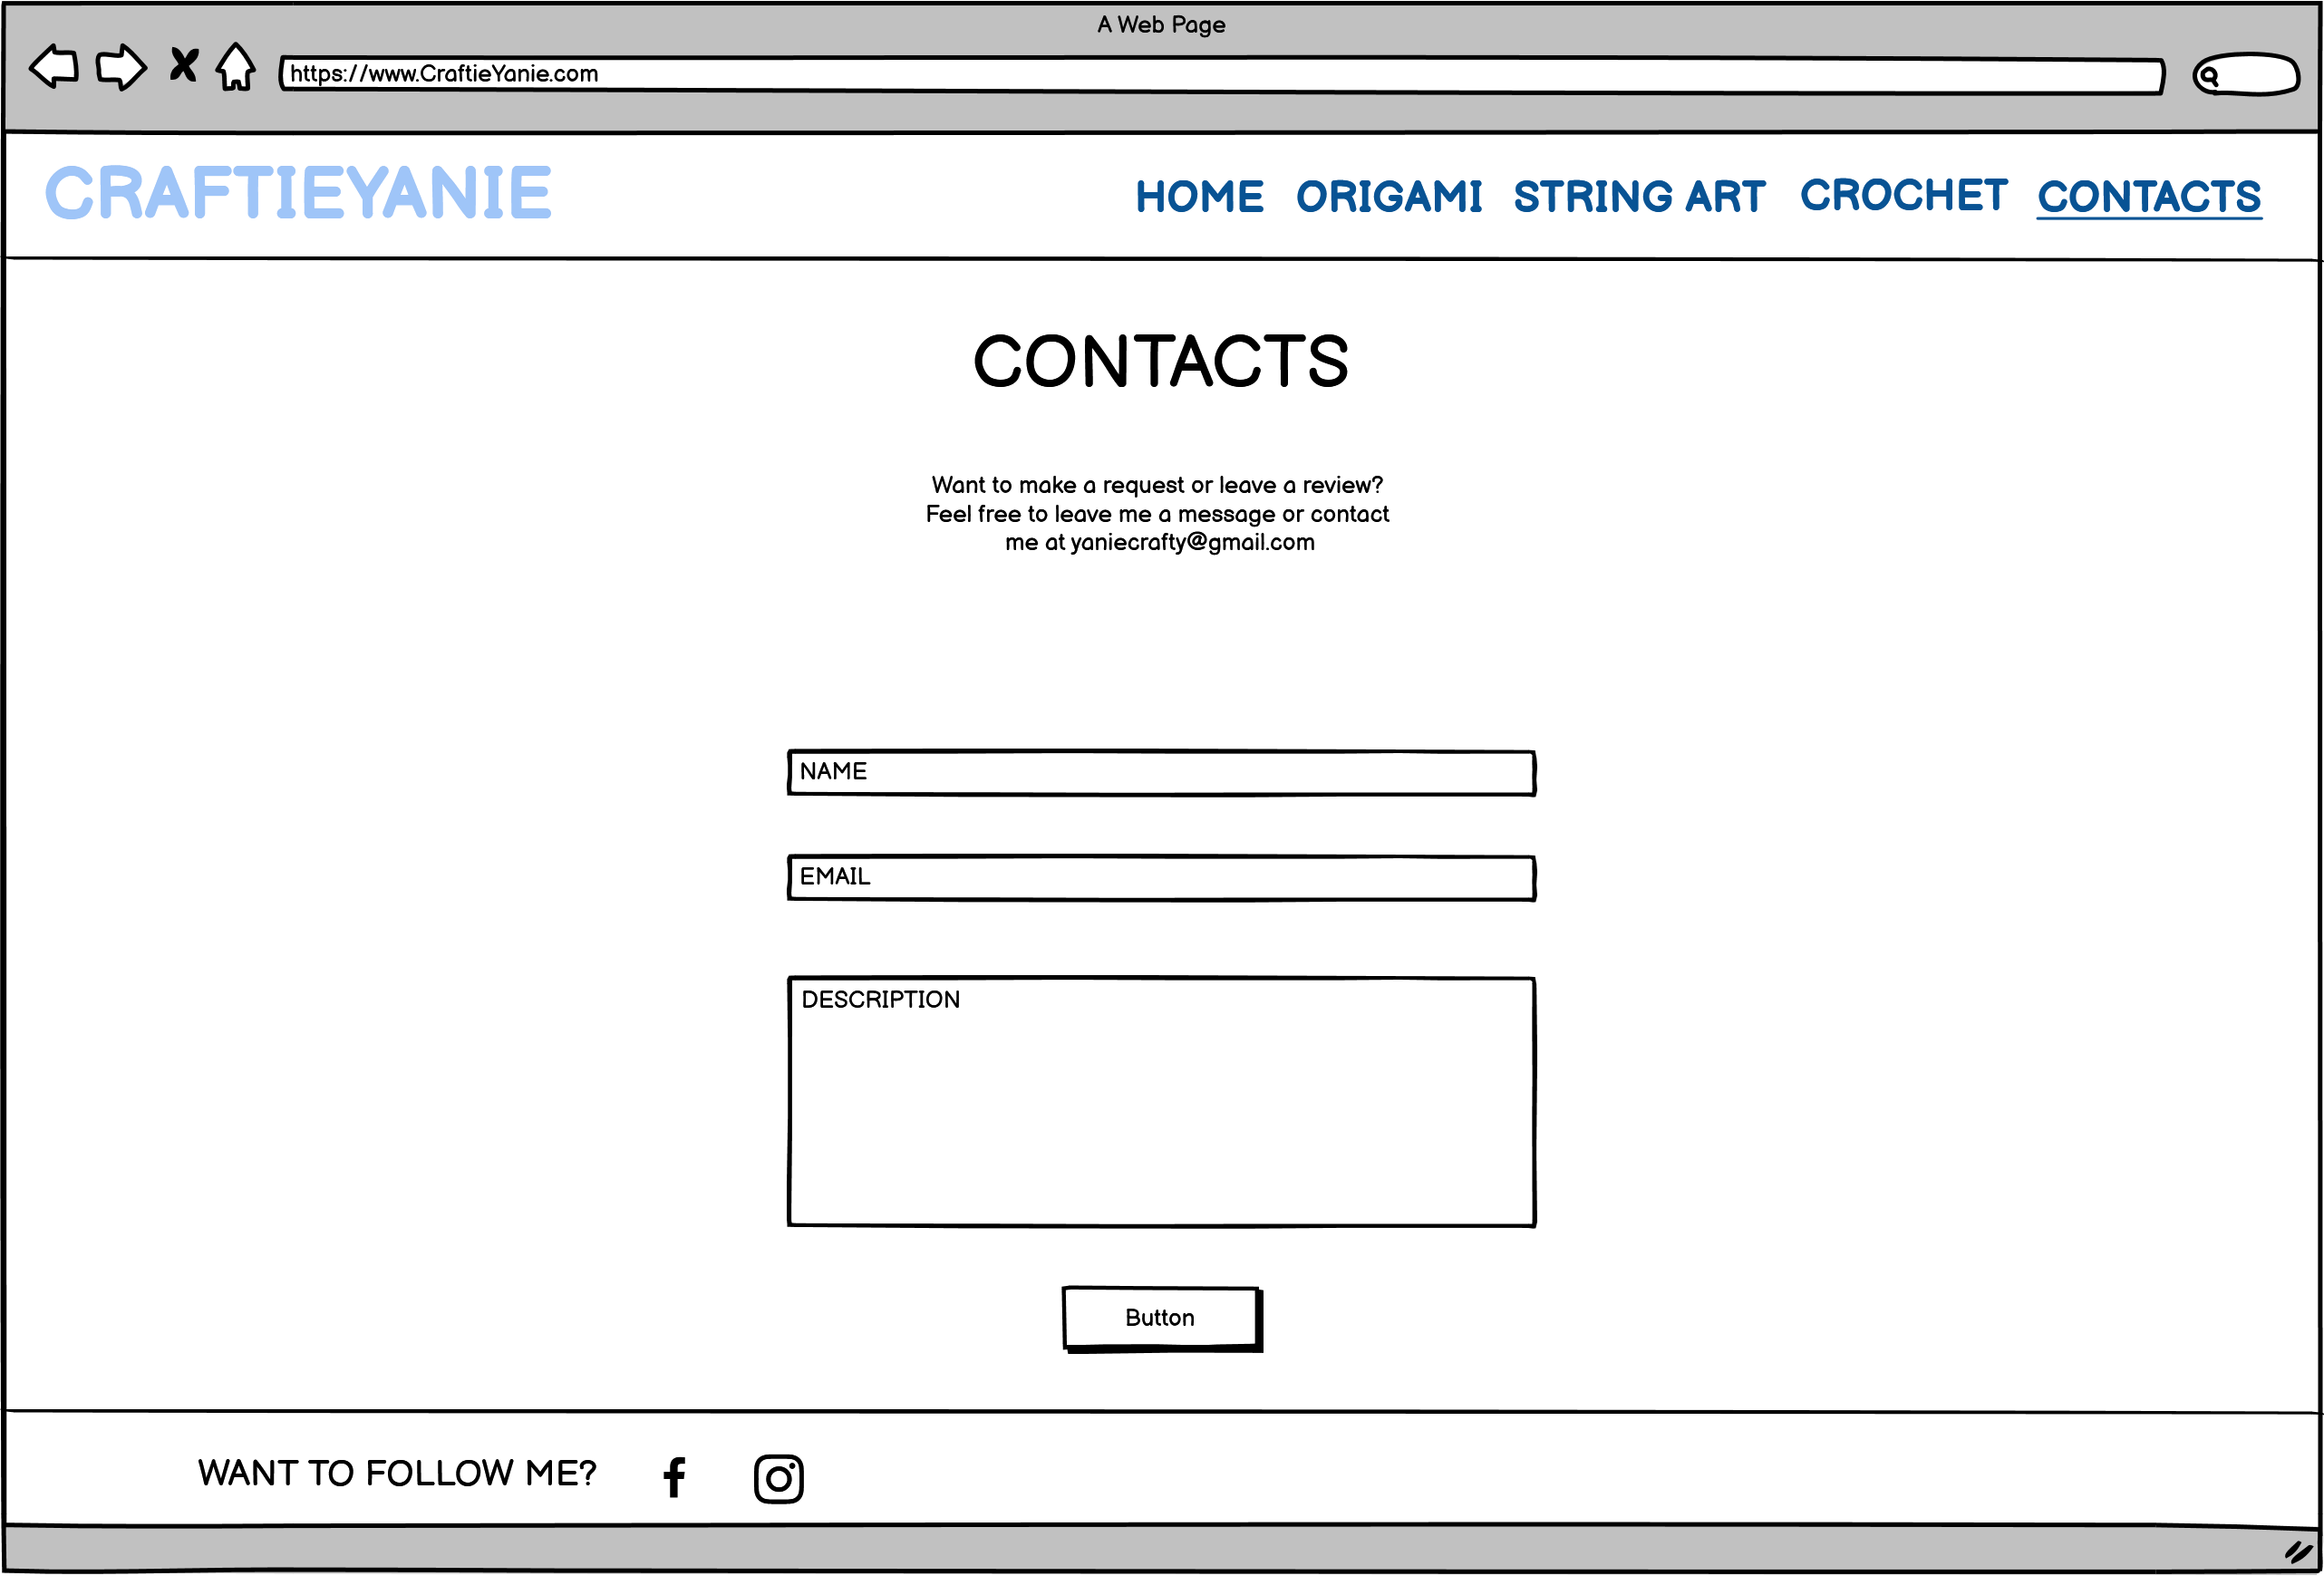 A Web Page
https://www.CraftieYanie.com
CRAFTIEYANIE
HOME ORIGAMI STRING ART CROCHET CONTACTS
CONTACTS
Want to make a request or leave a review?
Feel free to leave me a message or contact
me at yaniecrafty@gmail.com
NAME
EMAIL
DESCRIPTION
Button
WANT TO FOLLOW ME?